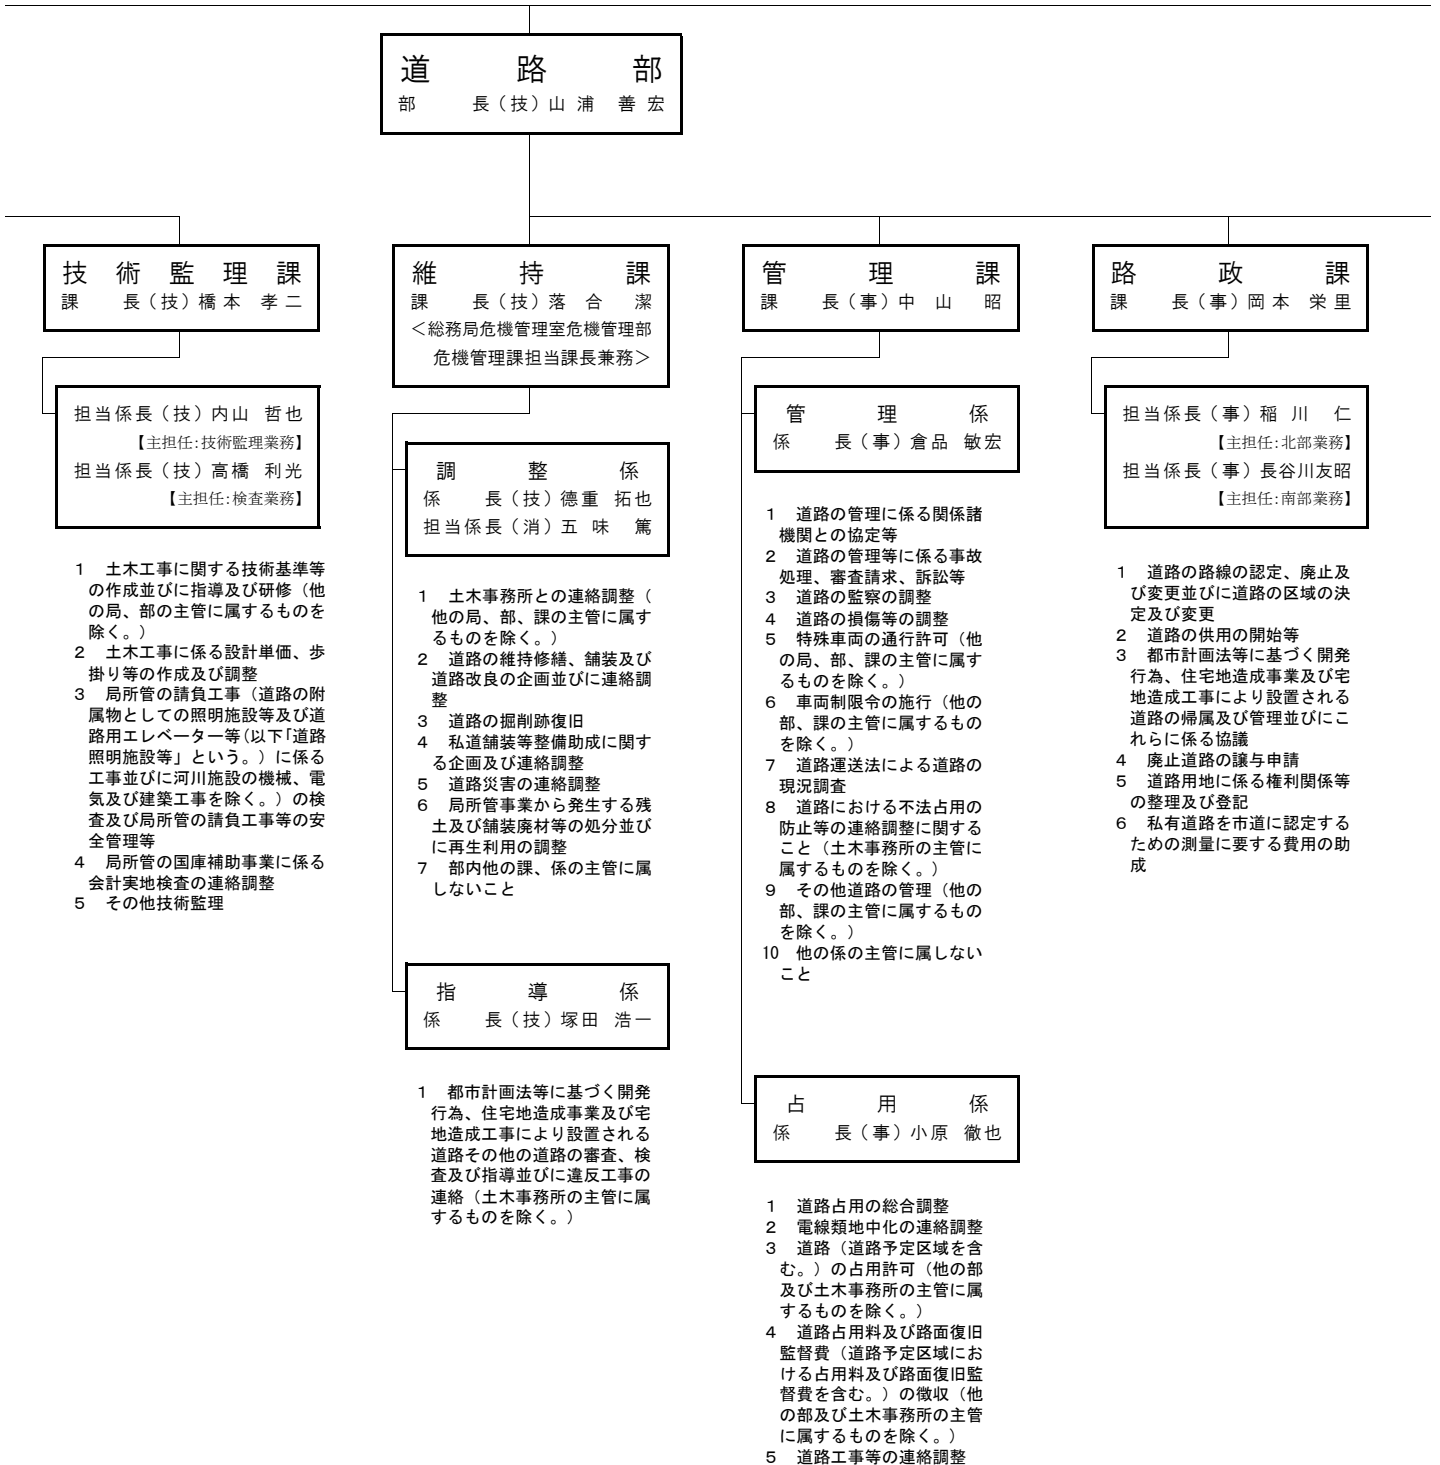 道路部
部長（技）山浦 善宏
技術監理課
課長（技）橋本 孝二
担当係長（技）内山 哲也
【主担任:技術監理業務】
担当係長（技）高橋 利光
【主担任:検査業務】
1 土木工事に関する技術基準等
の作成並びに指導及び研修（他
の局、部の主管に属するものを
除く。）
2 土木工事に係る設計単価、歩
掛り等の作成及び調整
3 局所管の請負工事（道路の附
属物としての照明施設等及び道
路用エレベーター等(以下｢道路
照明施設等」という。）に係る
工事並びに河川施設の機械、電
気及び建築工事を除く。）の検
査及び局所管の請負工事等の安
全管理等
4 局所管の国庫補助事業に係る
会計実地検査の連絡調整
5 その他技術監理
維持課
課長（技）落合 潔
＜総務局危機管理室危機管理部
危機管理課担当課長兼務＞
調整係
係長（技）德重 拓也
担当係長（消）五味 篤
1 土木事務所との連絡調整（
他の局、部、課の主管に属す
るものを除く。）
2 道路の維持修繕、舗装及び
道路改良の企画並びに連絡調
整
3 道路の掘削跡復旧
4 私道舗装等整備助成に関す
る企画及び連絡調整
5 道路災害の連絡調整
6 局所管事業から発生する残
土及び舗装廃材等の処分並び
に再生利用の調整
7 部内他の課、係の主管に属
しないこと
指導係
係長（技）塚田 浩一
1 都市計画法等に基づく開発
行為、住宅地造成事業及び宅
地造成工事により設置される
道路その他の道路の審査、検
査及び指導並びに違反工事の
連絡（土木事務所の主管に属
するものを除く。）
管理課
課長（事）中山 昭
管理係
係長（事）倉品 敏宏
1 道路の管理に係る関係諸
機関との協定等
2 道路の管理等に係る事故
処理、審査請求、訴訟等
3 道路の監察の調整
4 道路の損傷等の調整
5 特殊車両の通行許可（他
の局、部、課の主管に属す
るものを除く。）
6 車両制限令の施行（他の
部、課の主管に属するもの
を除く。）
7 道路運送法による道路の
現況調査
8 道路における不法占用の
防止等の連絡調整に関する
こと（土木事務所の主管に
属するものを除く。）
9 その他道路の管理（他の
部、課の主管に属するもの
を除く。）
10 他の係の主管に属しない
こと
占用係
係長（事）小原 徹也
1 道路占用の総合調整
2 電線類地中化の連絡調整
3 道路（道路予定区域を含
む。）の占用許可（他の部
及び土木事務所の主管に属
するものを除く。）
4 道路占用料及び路面復旧
監督費（道路予定区域にお
ける占用料及び路面復旧監
督費を含む。）の徴収（他
の部及び土木事務所の主管
に属するものを除く。）
5 道路工事等の連絡調整
路政課
課長（事）岡本 栄里
担当係長（事）稲川 仁
【主担任:北部業務】
担当係長（事）長谷川友昭
【主担任:南部業務】
1 道路の路線の認定、廃止及
び変更並びに道路の区域の決
定及び変更
2 道路の供用の開始等
3 都市計画法等に基づく開発
行為、住宅地造成事業及び宅
地造成工事により設置される
道路の帰属及び管理並びにこ
れらに係る協議
4 廃止道路の譲与申請
5 道路用地に係る権利関係等
の整理及び登記
6 私有道路を市道に認定する
ための測量に要する費用の助
成